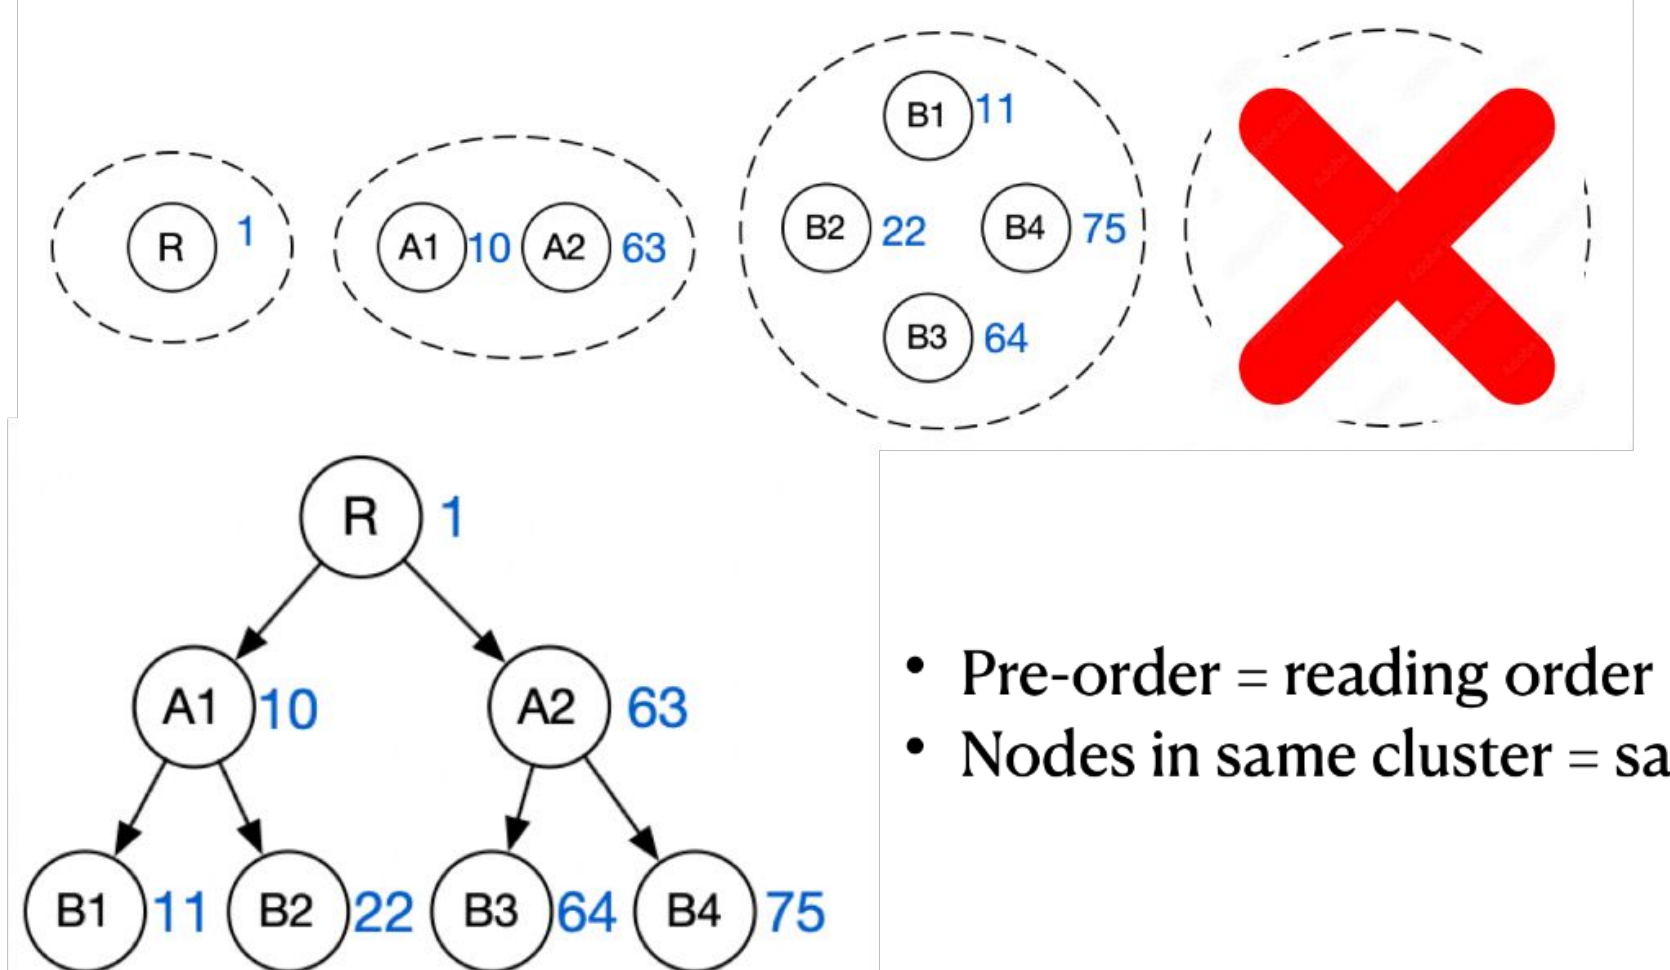 B1 11
B2 22 B4 75
R 1 A1 10 A2 63
B3 64
R 1
A1 10 A2 63
• Pre-order = reading order
• Nodes in same cluster = sa
B1 11 B2 22 B3 64 B4 75